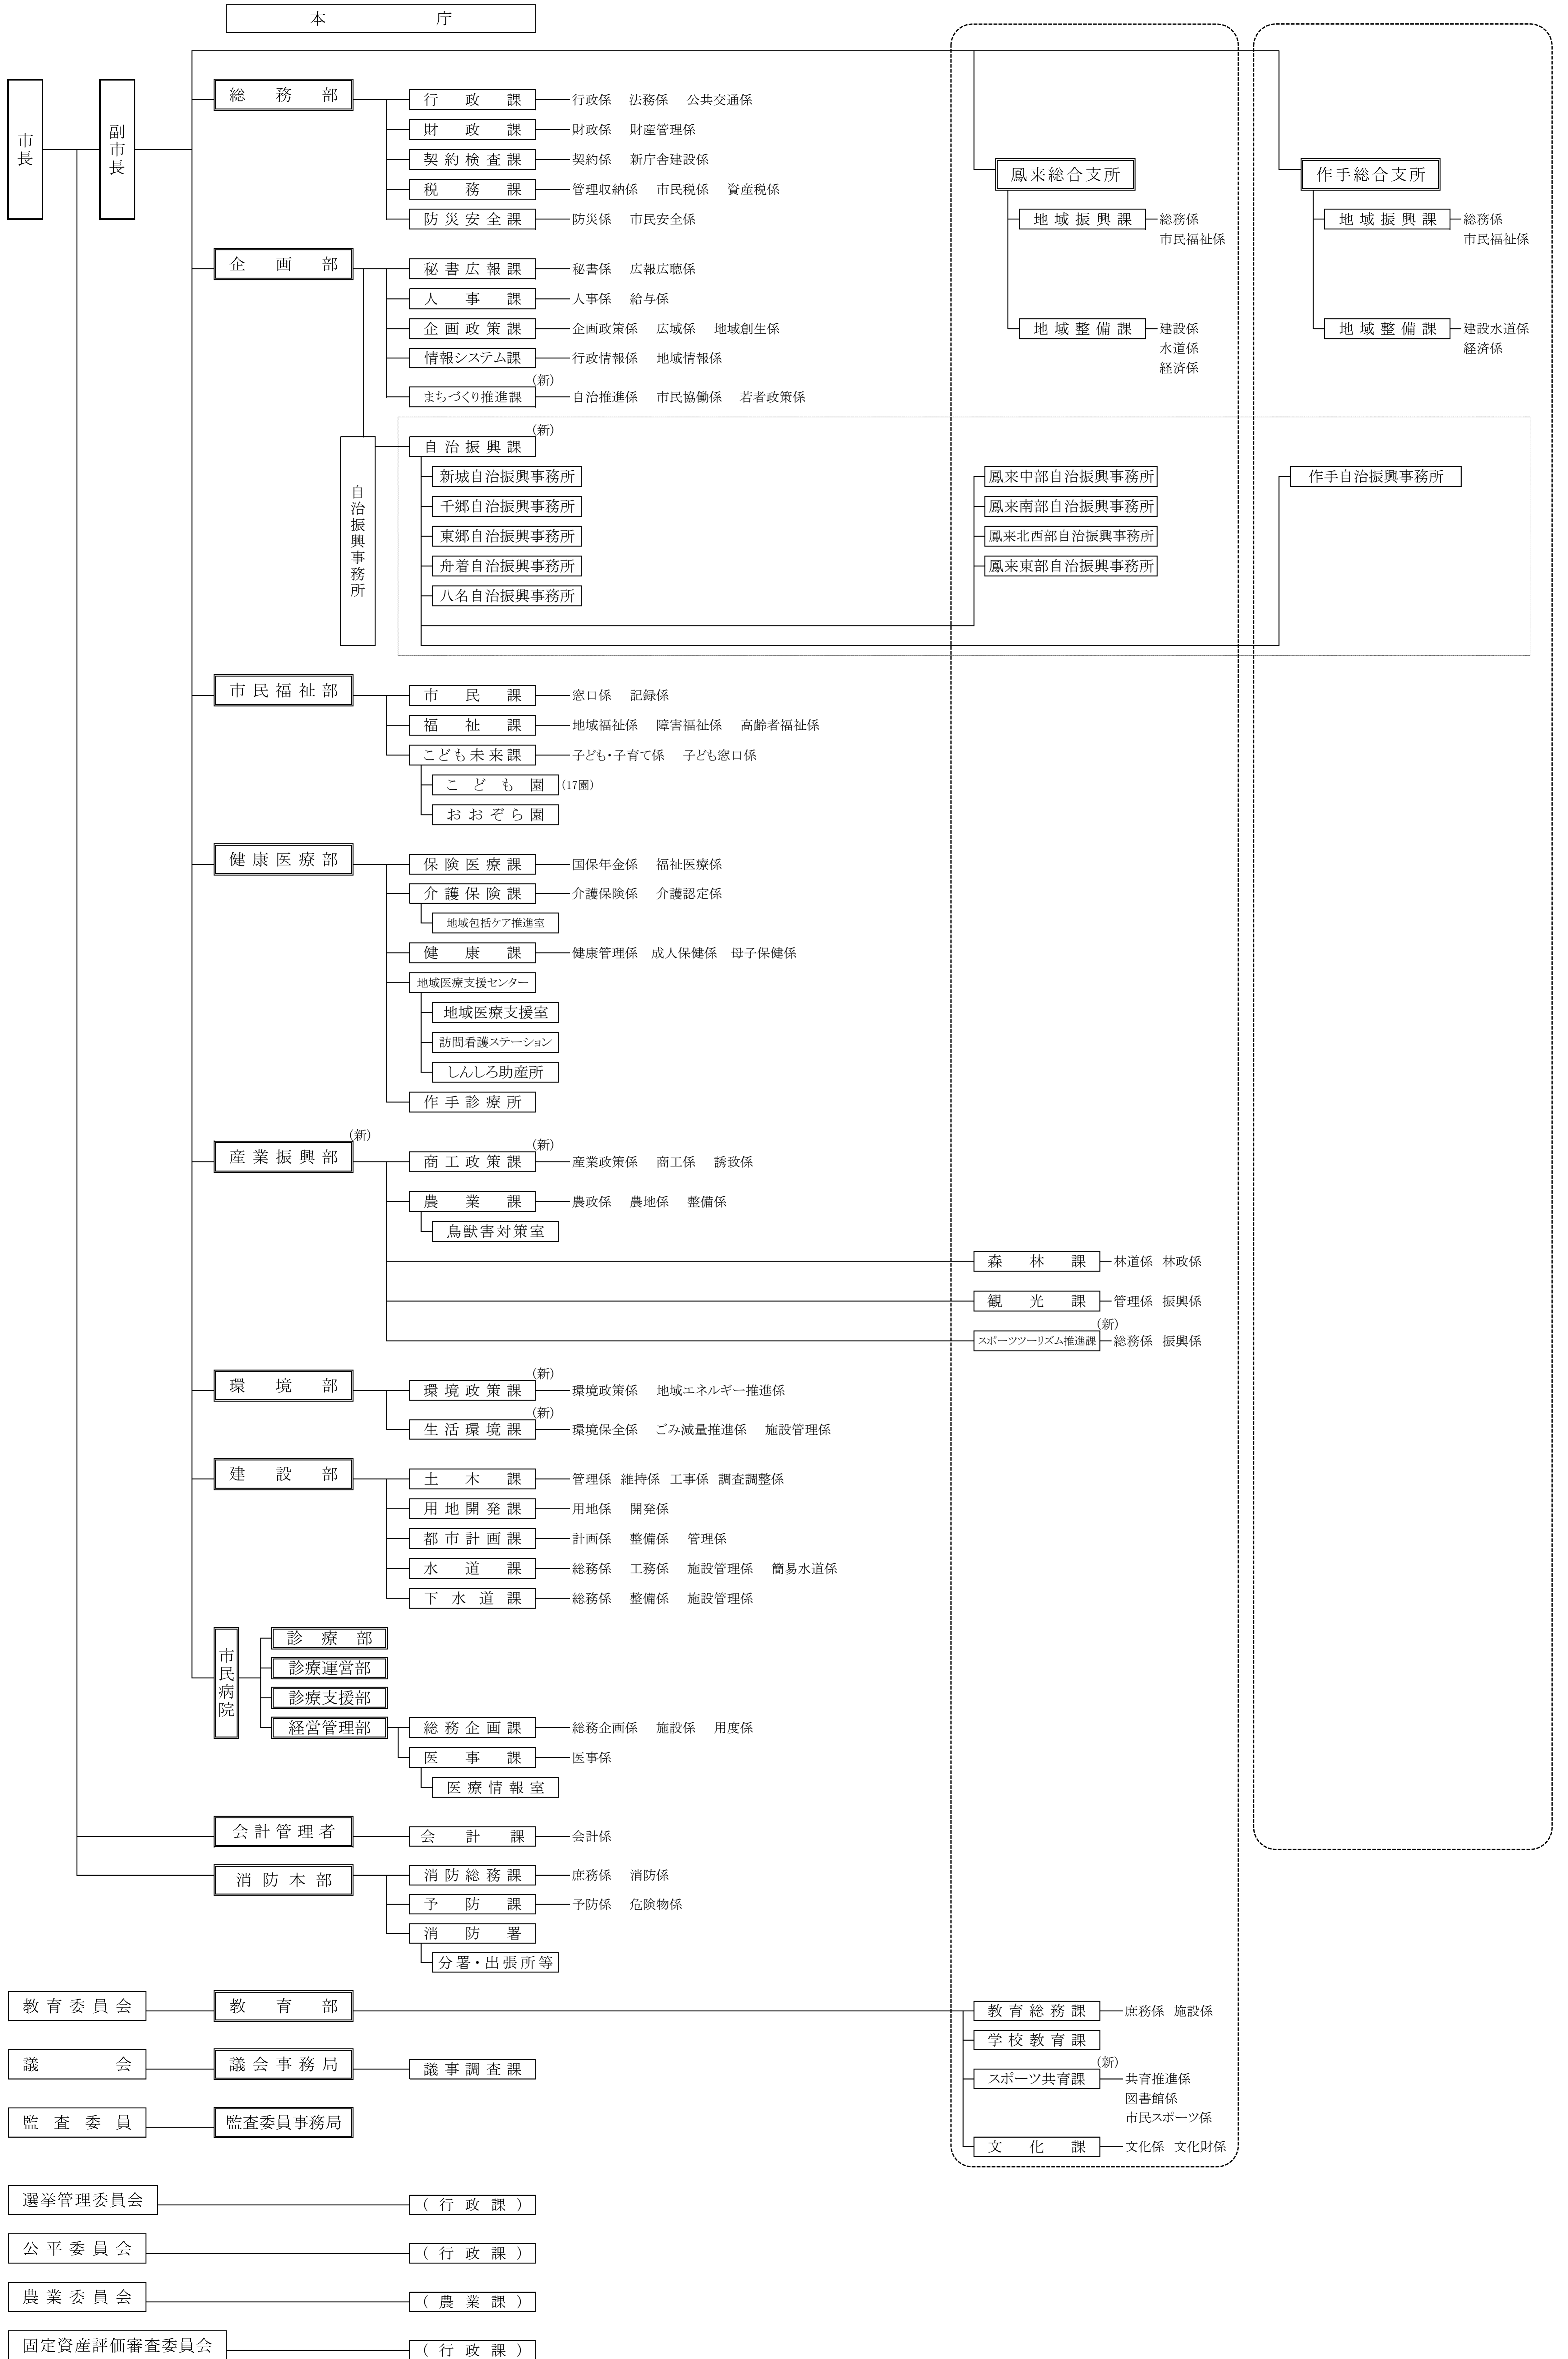 本庁
市長
副市長
総務部
行政課 行政係 法務係 公共交通係
財政課 財政係 財産管理係
契約検査課 契約係 新庁舎建設係
税務課 管理収納係 市民税係 資産税係
防災安全課 防災係 市民安全係
鳳来総合支所
地域振興課 総務係
市民福祉係
地域整備課 建設係
水道係
経済係
作手総合支所
地域振興課 総務係
市民福祉係
地域整備課 建設水道係
経済係
企画部
秘書広報課 秘書係 広報広聴係
人事課 人事係 給与係
企画政策課 企画政策係 広域係 地域創生係
情報システム課 行政情報係 地域情報係
(新)
まちづくり推進課 自治推進係 市民協働係 若者政策係
自治振興事務所
(新)
自治振興課
新城自治振興事務所 鳳来中部自治振興事務所 作手自治振興事務所
千郷自治振興事務所 鳳来南部自治振興事務所
東郷自治振興事務所 鳳来北西部自治振興事務所
舟着自治振興事務所 鳳来東部自治振興事務所
八名自治振興事務所
市民福祉部
市民課 窓口係 記録係
福祉課 地域福祉係 障害福祉係 高齢者福祉係
こども未来課 子ども・子育て係 子ども窓口係
こども園 (17園)
おおぞら園
健康医療部
保険医療課 国保年金係 福祉医療係
介護保険課 介護保険係 介護認定係
地域包括ケア推進室
健康課 健康管理係 成人保健係 母子保健係
地域医療支援センター
地域医療支援室
訪問看護ステーション
しんしろ助産所
作手診療所
(新)
産業振興部
(新)
商工政策課 産業政策係 商工係 誘致係
農業課 農政係 農地係 整備係
鳥獣害対策室
森林課 林道係 林政係
観光課 管理係 振興係
(新)
スポーツツーリズム推進課 総務係 振興係
環境部
(新)
環境政策課 環境政策係 地域エネルギー推進係
(新)
生活環境課 環境保全係 ごみ減量推進係 施設管理係
建設部
土木課 管理係 維持係 工事係 調査調整係
用地開発課 用地係 開発係
都市計画課 計画係 整備係 管理係
水道課 総務係 工務係 施設管理係 簡易水道係
下水道課 総務係 整備係 施設管理係
市民病院
診療部
診療運営部
診療支援部
経営管理部 総務企画課 総務企画係 施設係 用度係
医事課 医事係
医療情報室
会計管理者 会計課 会計係
消防本部 消防総務課 庶務係 消防係
予防課 予防係 危険物係
消防署
分署・出張所等
教育委員会 教育部 教育総務課 庶務係 施設係
学校教育課
(新)
スポーツ共育課 共育推進係
図書館係
市民スポーツ係
文化課 文化係 文化財係
議会 議会事務局 議事調査課
監査委員 監査委員事務局
選挙管理委員会 (行政課)
公平委員会 (行政課)
農業委員会 (農業課)
固定資産評価審査委員会 (行政課)